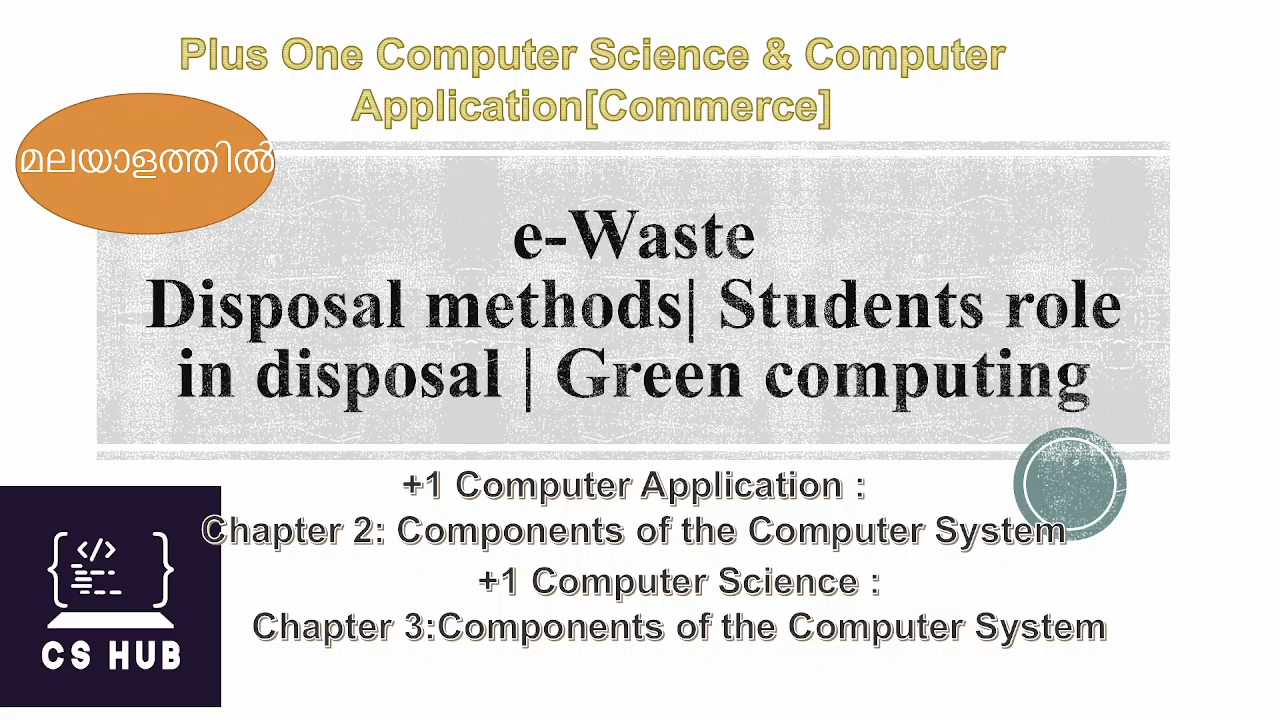 Plus One Computer Science & Computer
Application[Commerce]
മലയാളത്തിൽ
e-Waste
Disposal methods| Students role
in disposal | Green computing
+1 Computer Application :
Chapter 2: Components of the Computer System
+1 Computer Science :
Chapter 3:Components of the Computer System
</>
CS HUB